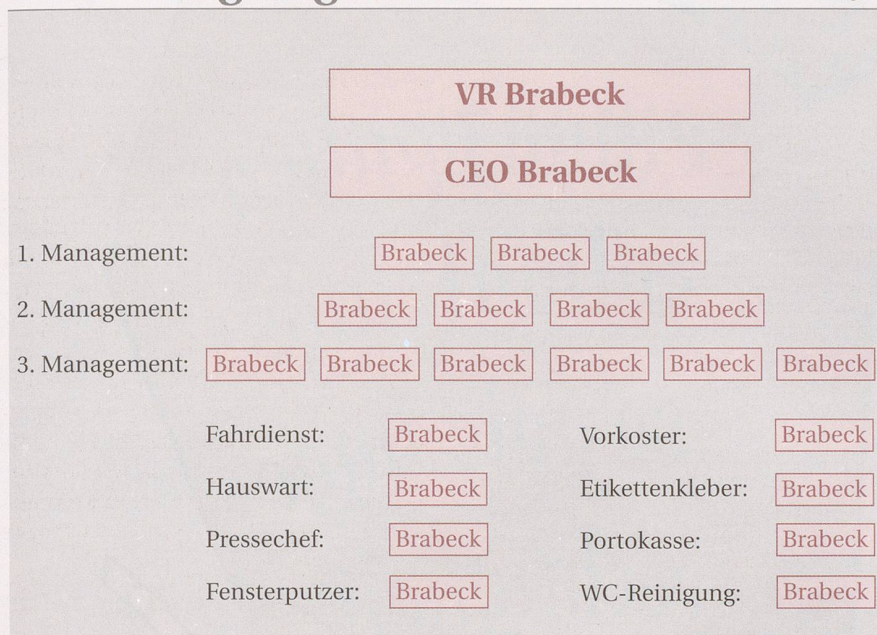 VR Brabeck
CEO Brabeck
1. Management: Brabeck Brabeck Brabeck
2. Management: Brabeck Brabeck Brabeck Brabeck
3. Management: Brabeck Brabeck Brabeck Brabeck Brabeck Brabeck
Fahrdienst: Brabeck Vorkoster: Brabeck
Hauswart: Brabeck Etikettenkleber: Brabeck
Pressechef: Brabeck Portokasse: Brabeck
Fensterputzer: Brabeck WC-Reinigung: Brabeck